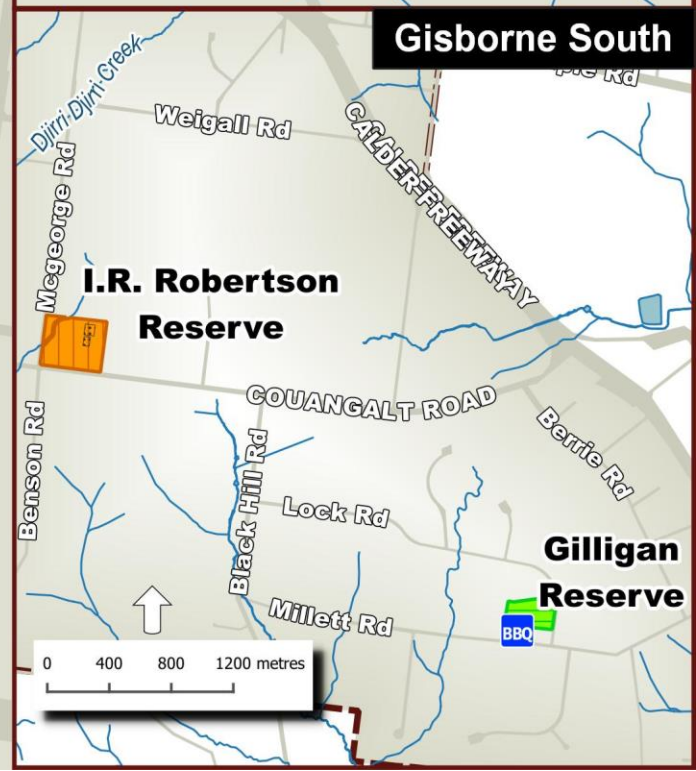 Gisborne South
Djirri-Djirri-Creek
Weigall Rd
CALDER FREEWAY
Mcgeorge Rd
I.R. Robertson
Reserve
COUANGALT ROAD
Berrie Rd
Benson Rd
Black Hill Rd
Lock Rd
Gilligan
Reserve
Millett Rd
BBQ
0 400 800 1200 metres